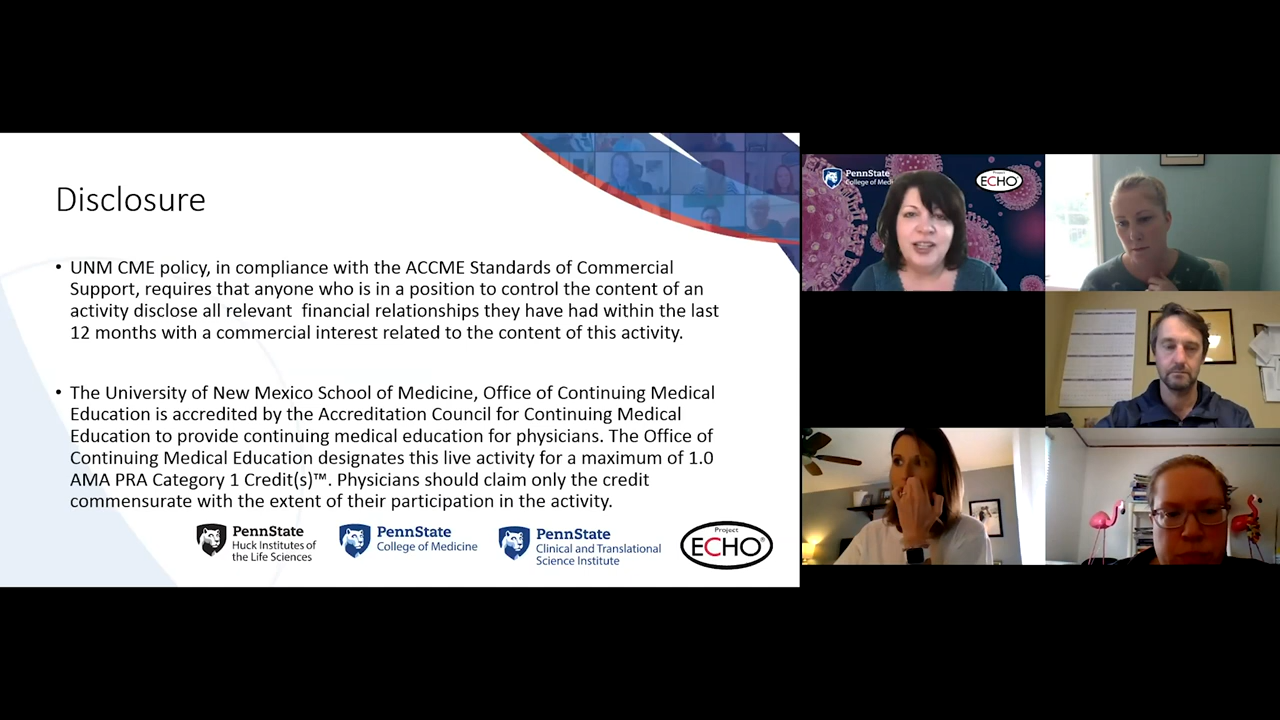 Disclosure
• UNM CME policy, in compliance with the ACCME Standards of Commercial
Support, requires that anyone who is in a position to control the content of an
activity disclose all relevant  financial relationships they have had within the last
12 months with a commercial interest related to the content of this activity.
• The University of New Mexico School of Medicine, Office of Continuing Medical
Education is accredited by the Accreditation Council for Continuing Medical
Education to provide continuing medical education for physicians. The Office of
Continuing Medical Education designates this live activity for a maximum of 1.0
AMA PRA Category 1 Credit(s)™. Physicians should claim only the credit
commensurate with the extent of their participation in the activity.
PennState
Huck Institutes of
the Life Sciences
PennState
College of Medicine
PennState
Clinical and Translational
Science Institute
Project
ECHO®
PennState
College of Medi
Project
ECHO